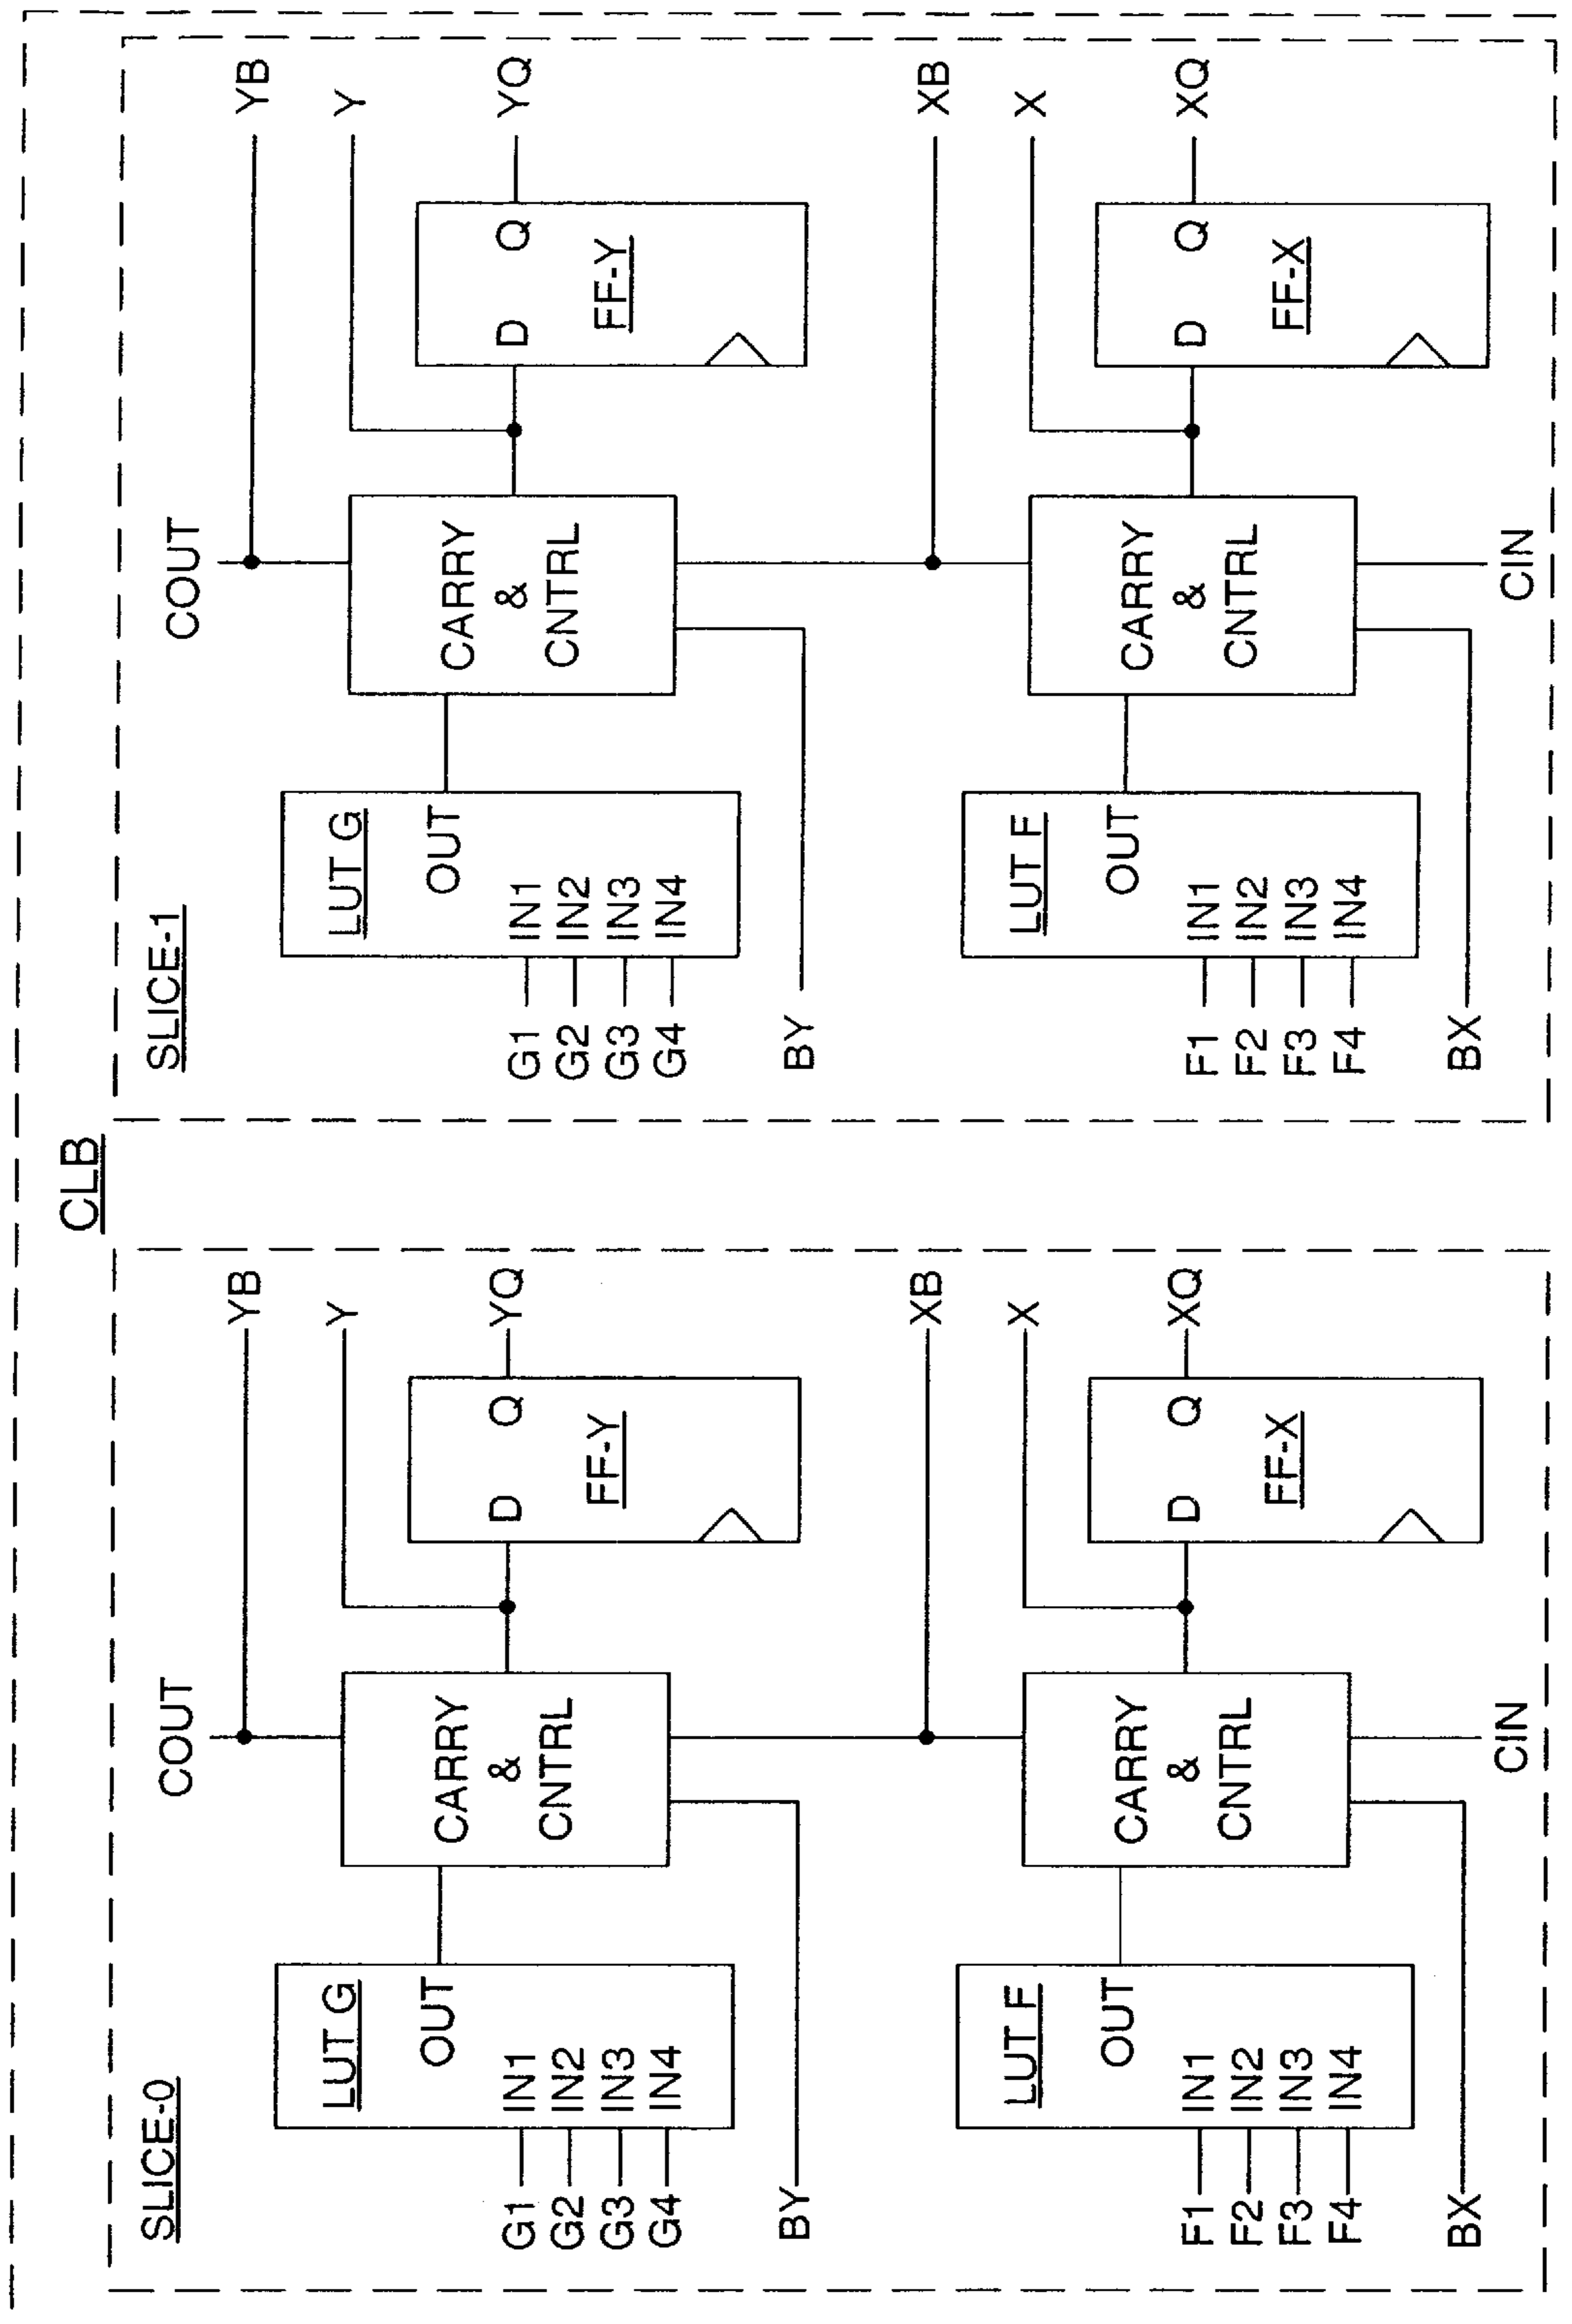 CLB
SLICE-0
COUT
YB
LUT G
Y
OUT
CARRY
&
CNTRL
D Q
YQ
G1 IN1
G2 IN2
G3 IN3
G4 IN4
FF-Y
BY
XB
LUT F
X
OUT
CARRY
&
CNTRL
D Q
XQ
F1 IN1
F2 IN2
F3 IN3
F4 IN4
FF-X
BX
CIN
SLICE-1
COUT
YB
LUT G
Y
OUT
CARRY
&
CNTRL
D Q
YQ
G1 IN1
G2 IN2
G3 IN3
G4 IN4
FF-Y
BY
XB
LUT F
X
OUT
CARRY
&
CNTRL
D Q
XQ
F1 IN1
F2 IN2
F3 IN3
F4 IN4
FF-X
BX
CIN